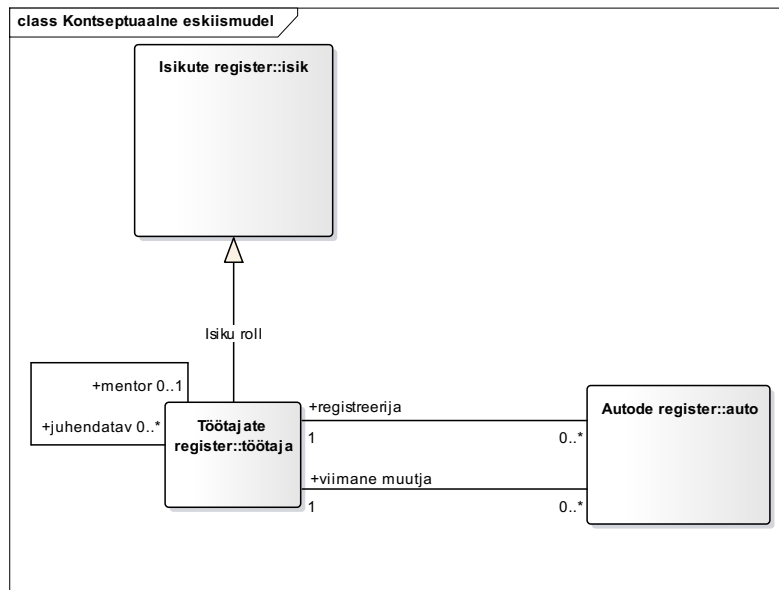 class Kontseptuaalne eskiismudel
Isikute register::isik
Isiku roll
+mentor 0..1
+juhendatav 0..*
Töötajate
register::töötaja
+registreerija
1
0..*
+viimane muutja
1
0..*
Autode register::auto